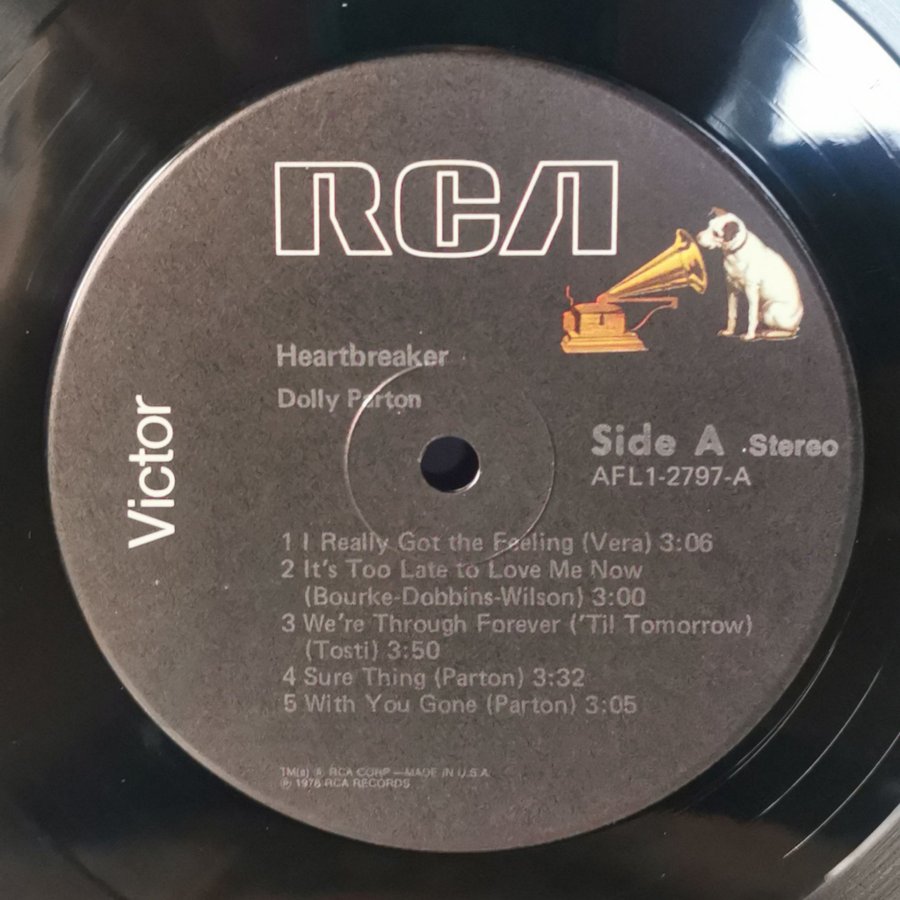 RCA
Victor
Heartbreaker
Dolly Parton
Side A Stereo
AFL1-2797-A
1 I Really Got the Feeling (Vera) 3:06
2 It's Too Late to Love Me Now
(Bourke-Dobbins-Wilson) 3:00
3 We're Through Forever ('Til Tomorrow)
(Tosti) 3:50
4 Sure Thing (Parton) 3:32
5 With You Gone (Parton) 3:05
TM(s) ® RCA CORP—MADE IN U.S.A.
℗ 1978 RCA RECORDS